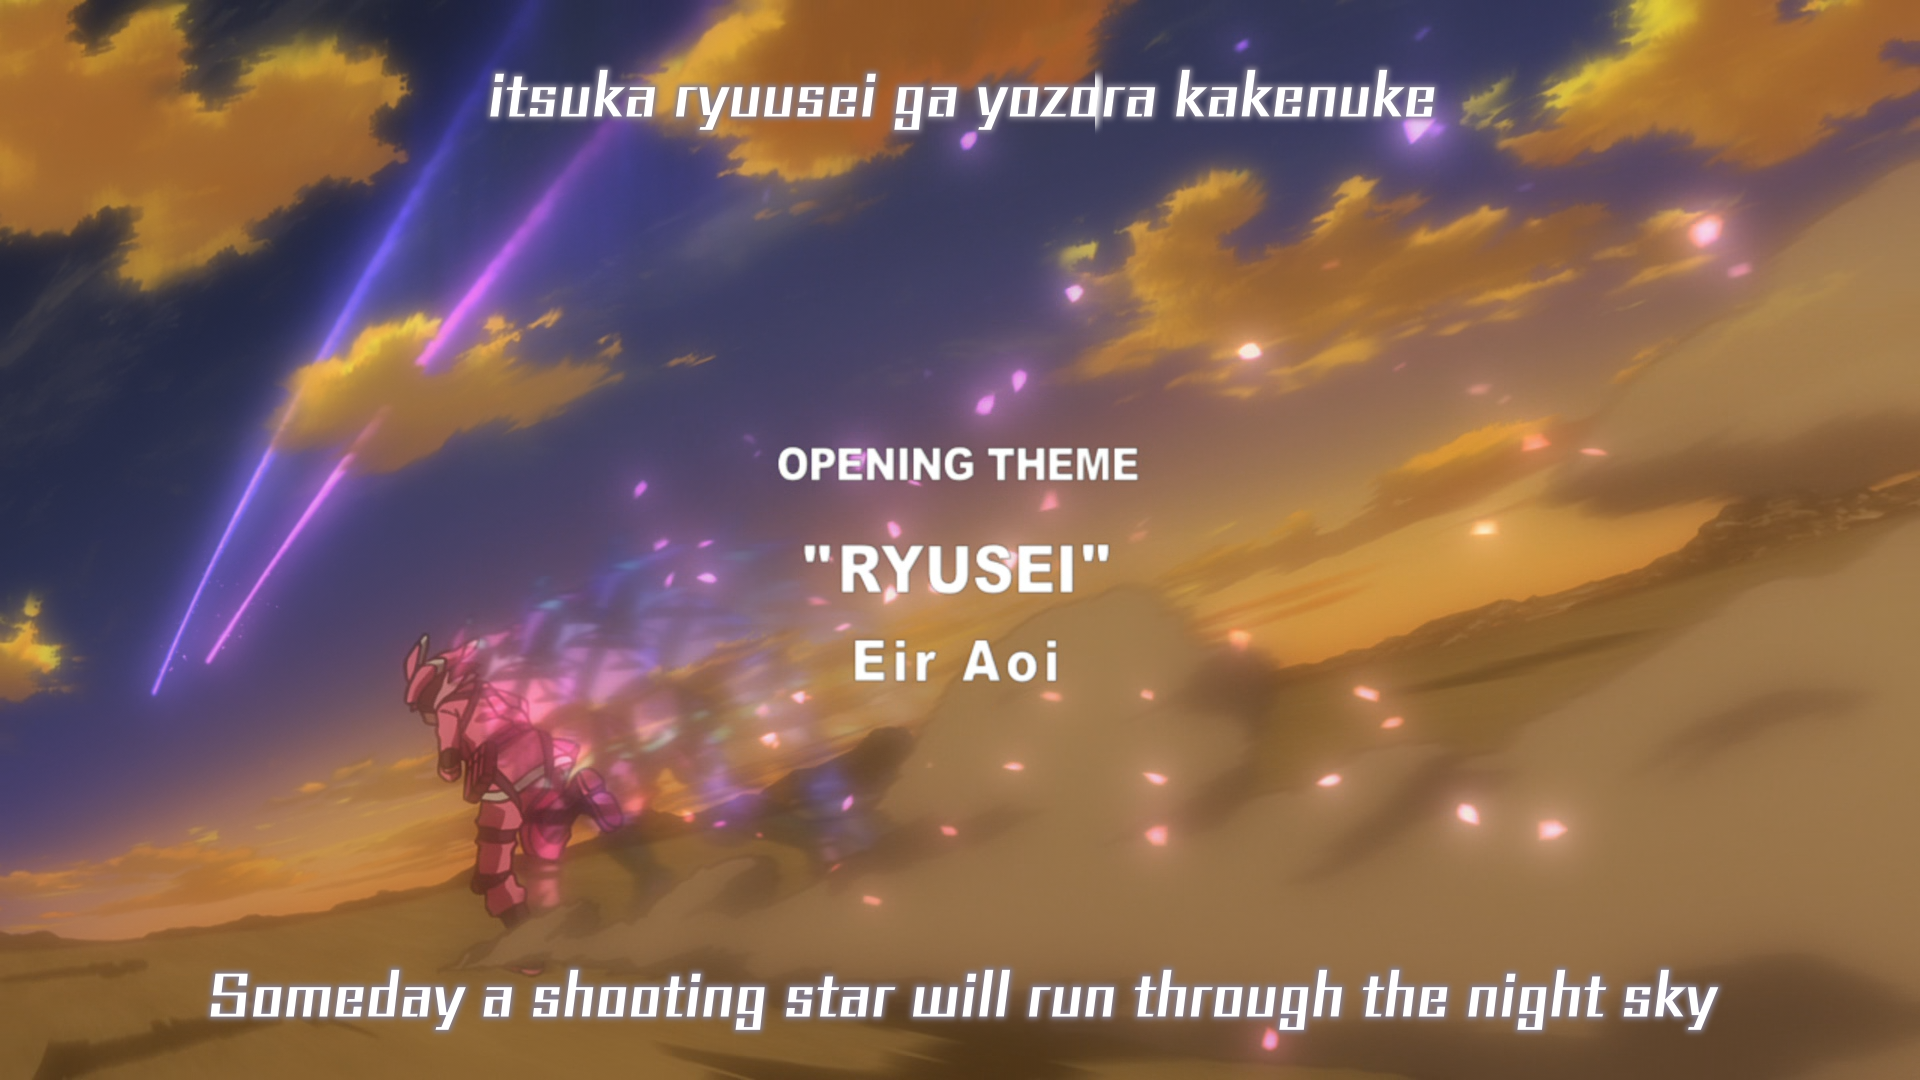 itsuka ryuusei ga yozora kakenuke
OPENING THEME
"RYUSEI"
Eir Aoi
Someday a shooting star will run through the night sky